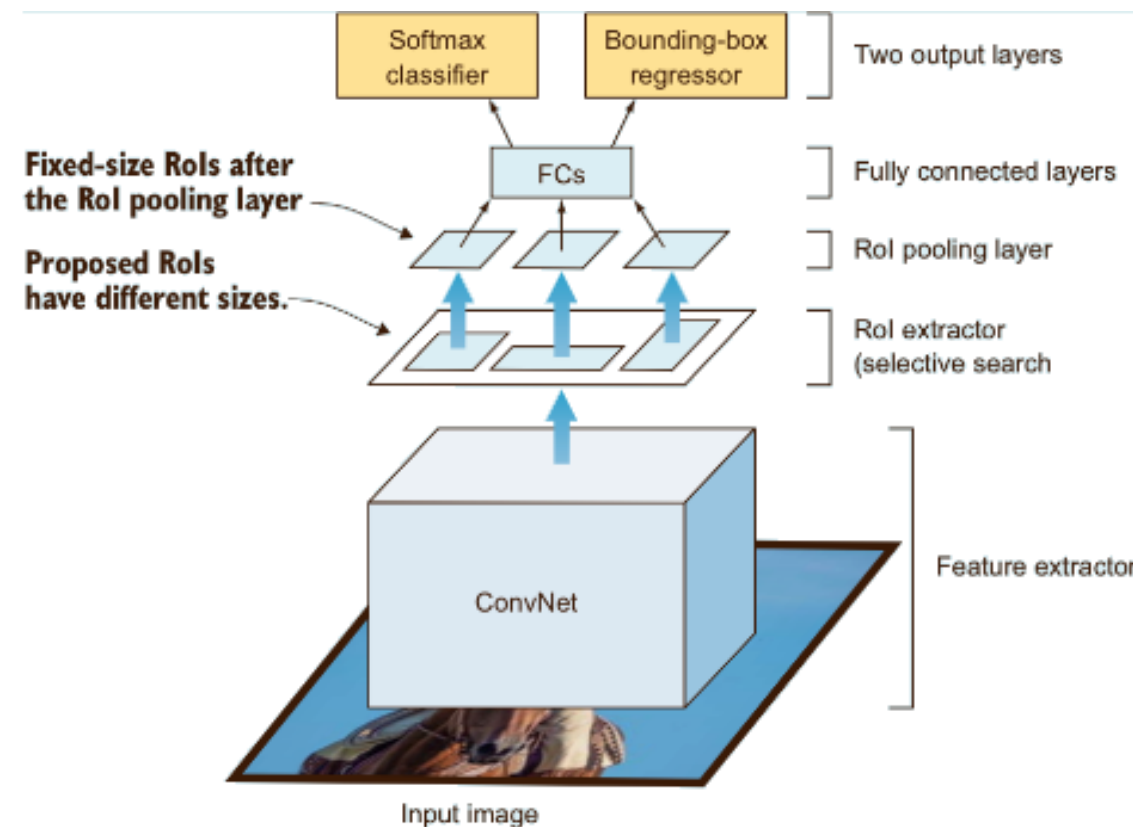 Softmax
classifier
Bounding-box
regressor
Two output layers
Fixed-size RoIs after
the RoI pooling layer
FCs
Fully connected layers
RoI pooling layer
Proposed RoIs
have different sizes.
RoI extractor
(selective search
ConvNet
Feature extractor
Input image